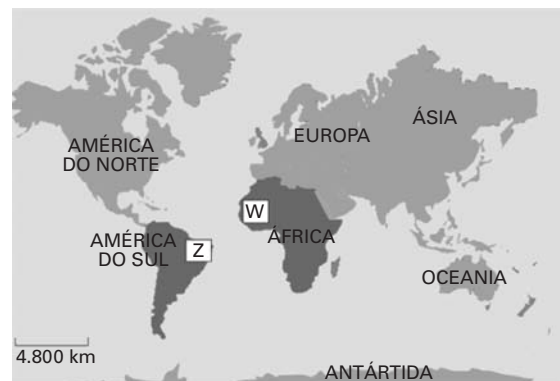 EUROPA
ÁSIA
AMÉRICA
DO NORTE
W
AMÉRICA
DO SUL
Z
ÁFRICA
OCEANIA
4.800 km
ANTÁRTIDA